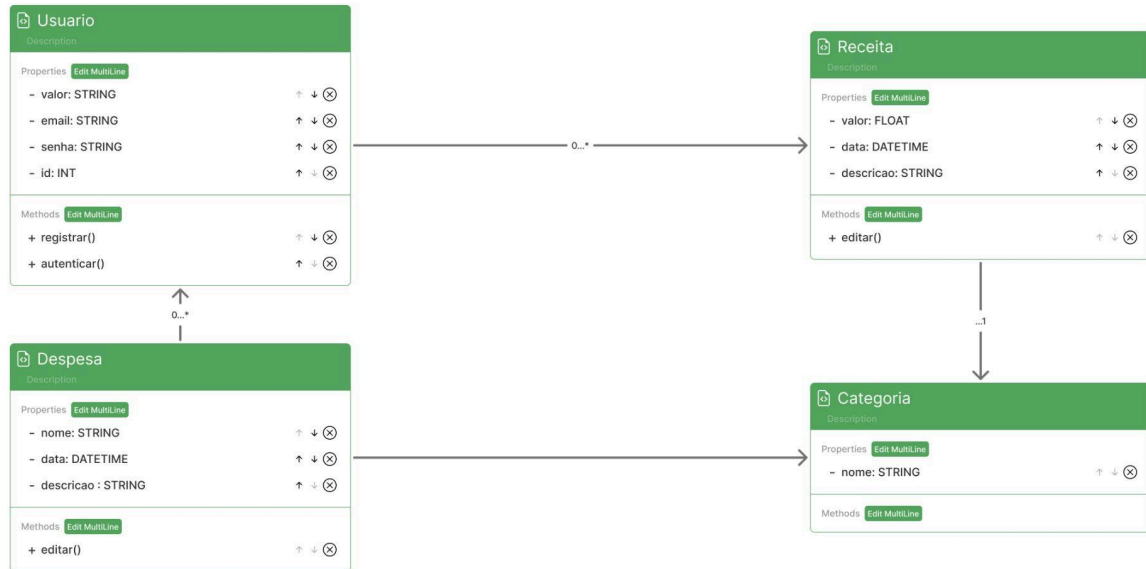 Usuario
Description
Properties Edit MultiLine
- valor: STRING
- email: STRING
- senha: STRING
- id: INT
Methods Edit MultiLine
+ registrar()
+ autenticar()
0...*
Receita
Description
Properties Edit MultiLine
- valor: FLOAT
- data: DATETIME
- descricao: STRING
Methods Edit MultiLine
+ editar()
0...*
...1
Despesa
Description
Properties Edit MultiLine
- nome: STRING
- data: DATETIME
- descricao : STRING
Methods Edit MultiLine
+ editar()
Categoria
Description
Properties Edit MultiLine
- nome: STRING
Methods Edit MultiLine